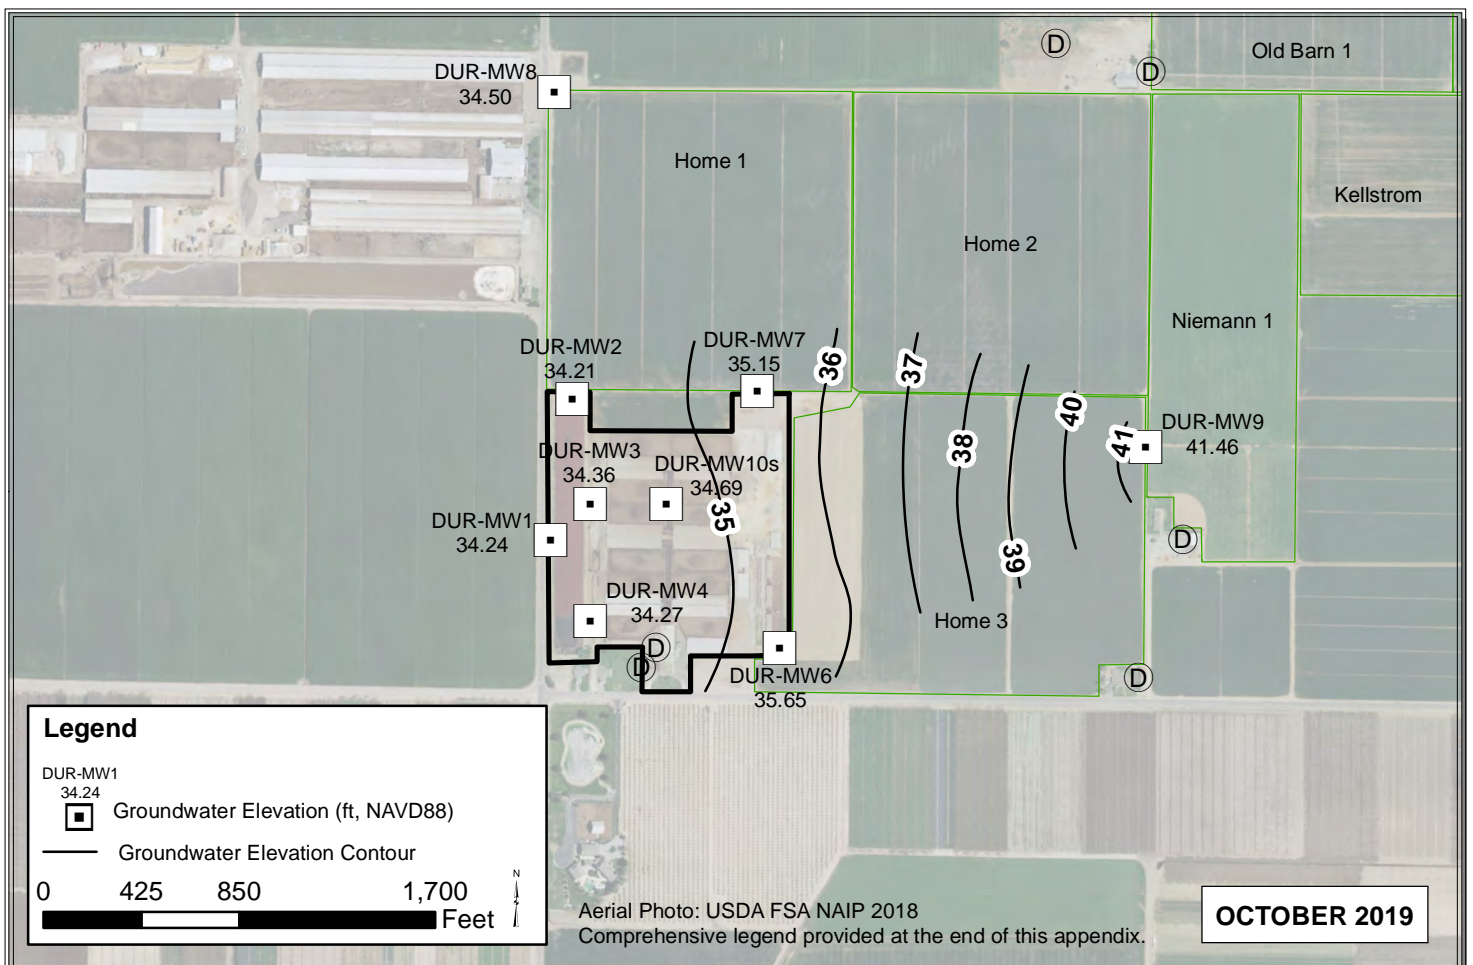 D
Old Barn 1
D
DUR-MW8
34.50
Home 1
Kellstrom
Home 2
Niemann 1
DUR-MW2
34.21
DUR-MW7
35.15
36
37
40
38
41
DUR-MW9
41.46
DUR-MW3
34.36
DUR-MW10s
34.69
35
DUR-MW1
34.24
D
39
DUR-MW4
34.27
Home 3
D
D
DUR-MW6
35.65
D
Legend
DUR-MW1
34.24
Groundwater Elevation (ft, NAVD88)
Groundwater Elevation Contour
0 425 850 1,700
Feet
N
Aerial Photo: USDA FSA NAIP 2018
Comprehensive legend provided at the end of this appendix.
OCTOBER 2019